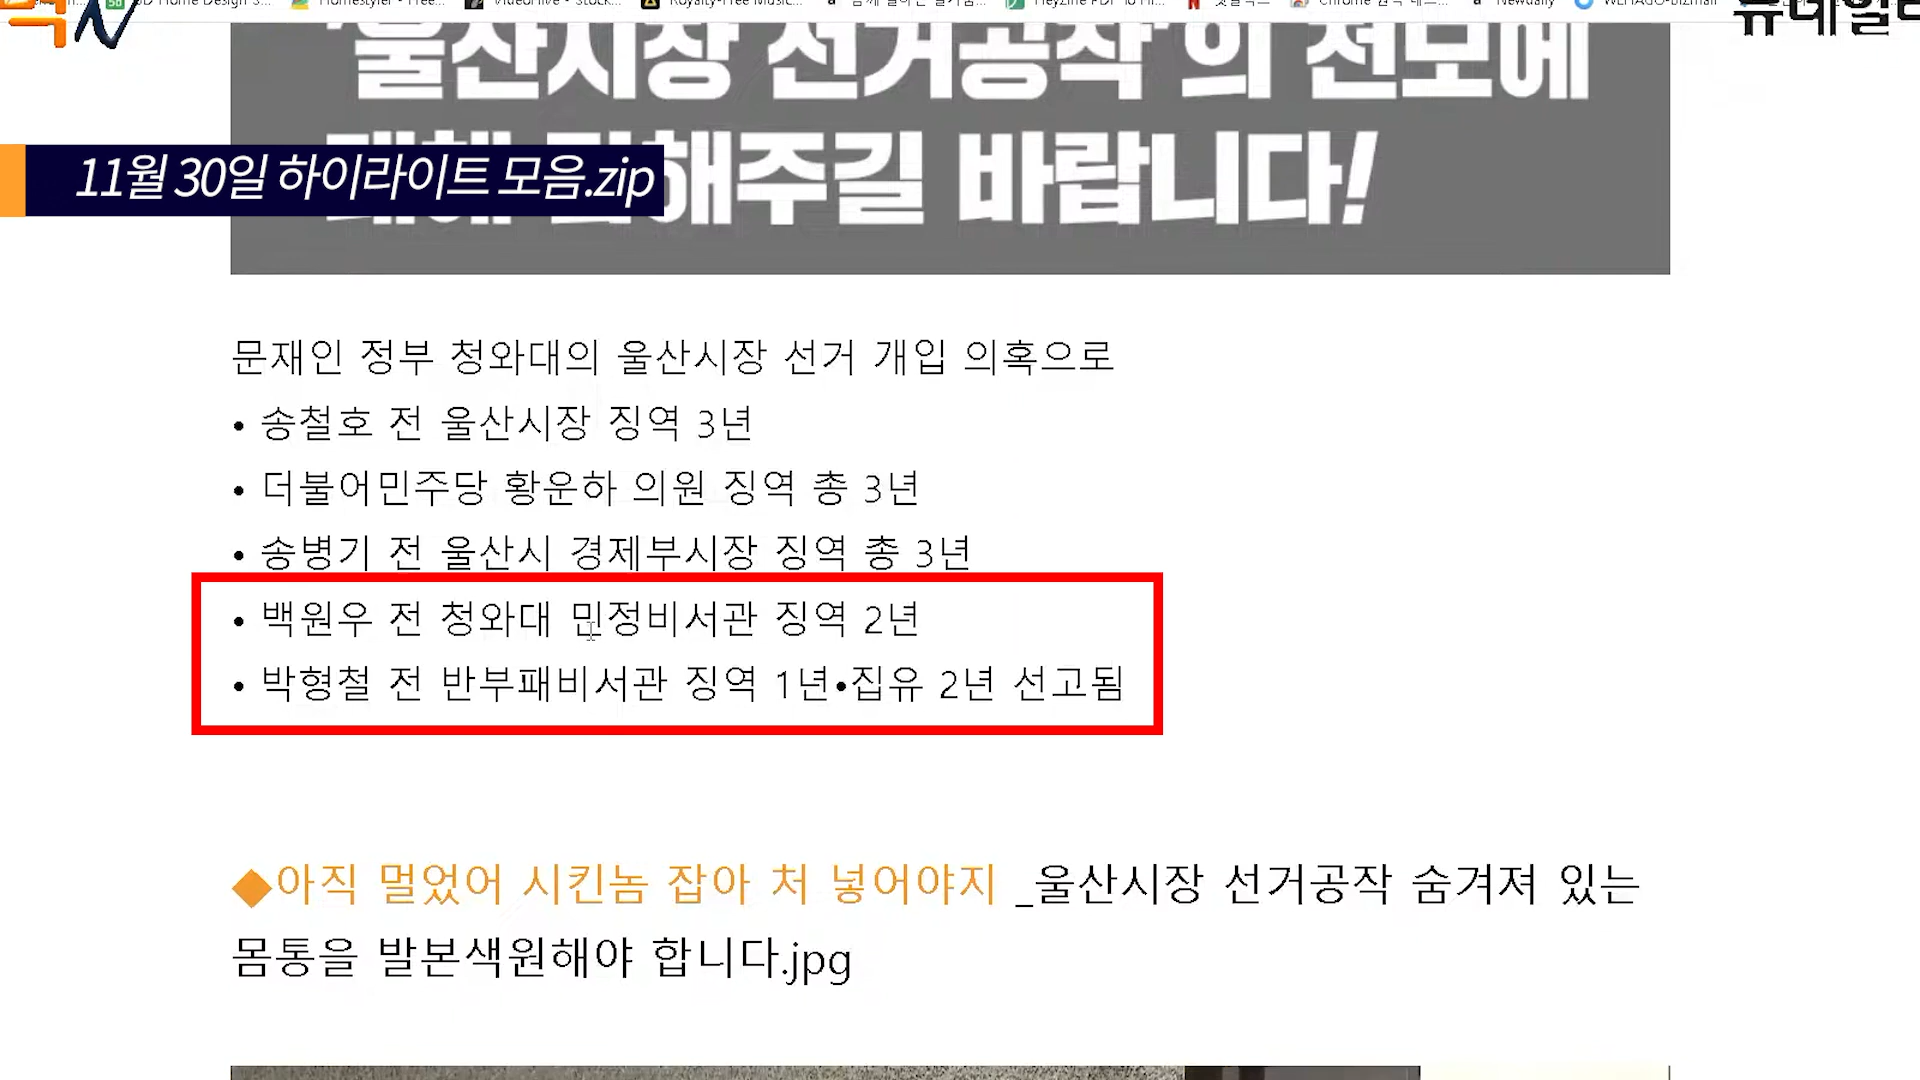 '울산시장 선거공작'의 전모에
해주길 바랍니다!
11월 30일 하이라이트 모음.zip
문재인 정부 청와대의 울산시장 선거 개입 의혹으로
• 송철호 전 울산시장 징역 3년
• 더불어민주당 황운하 의원 징역 총 3년
• 송병기 전 울산시 경제부시장 징역 총 3년
• 백원우 전 청와대 민정비서관 징역 2년
• 박형철 전 반부패비서관 징역 1년•집유 2년 선고됨
◆아직 멀었어 시킨놈 잡아 처 넣어야지 _울산시장 선거공작 숨겨져 있는
몸통을 발본색원해야 합니다.jpg